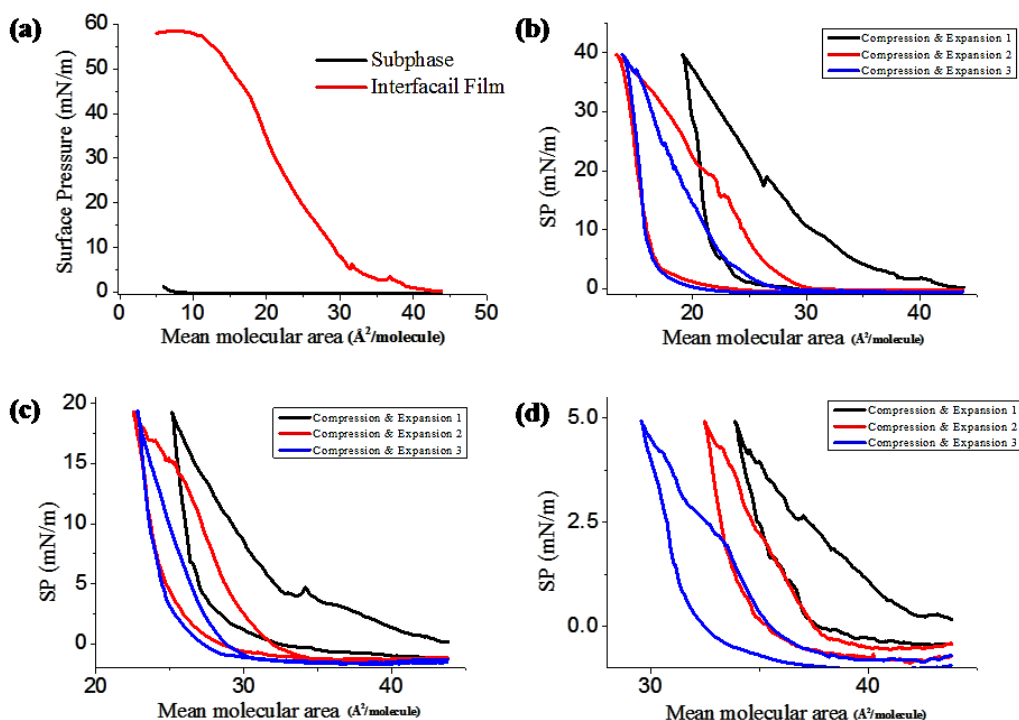 (a)
Surface Pressure (mN/m)
60
50
40
30
20
10
0
Subphase
Interfacail Film
0 10 20 30 40 50
Mean molecular area (Å²/molecule)
(b)
SP (mN/m)
40
30
20
10
0
Compression & Expansion 1
Compression & Expansion 2
Compression & Expansion 3
20 30 40
Mean molecular area (Å²/molecule)
(c)
SP (mN/m)
20
15
10
5
0
Compression & Expansion 1
Compression & Expansion 2
Compression & Expansion 3
20 30 40
Mean molecular area (Å²/molecule)
(d)
SP (mN/m)
5.0
2.5
0.0
Compression & Expansion 1
Compression & Expansion 2
Compression & Expansion 3
30 40
Mean molecular area (Å²/molecule)